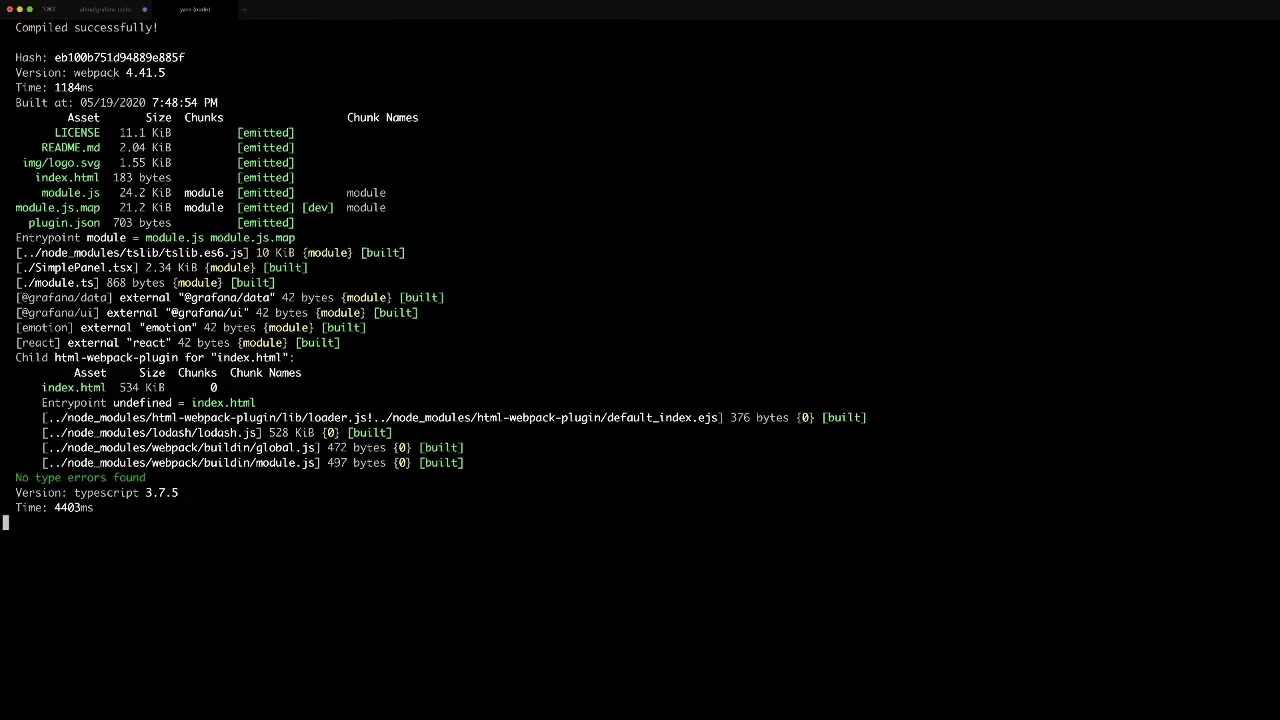 yarn (node)
Compiled successfully!
Hash: eb100b751d94889e885f
Version: webpack 4.41.5
Time: 1184ms
Built at: 05/19/2020 7:48:54 PM
Asset Size Chunks Chunk Names
LICENSE 11.1 KiB [emitted]
README.md 2.04 KiB [emitted]
img/logo.svg 1.55 KiB [emitted]
index.html 183 bytes [emitted]
module.js 24.2 KiB module [emitted] module
module.js.map 21.2 KiB module [emitted] [dev] module
plugin.json 703 bytes [emitted]
Entrypoint module = module.js module.js.map
[../node_modules/tslib/tslib.es6.js] 10 KiB {module} [built]
[./SimplePanel.tsx] 2.34 KiB {module} [built]
[./module.ts] 868 bytes {module} [built]
[@grafana/data] external "@grafana/data" 42 bytes {module} [built]
[@grafana/ui] external "@grafana/ui" 42 bytes {module} [built]
[emotion] external "emotion" 42 bytes {module} [built]
[react] external "react" 42 bytes {module} [built]
Child html-webpack-plugin for "index.html":
Asset Size Chunks Chunk Names
index.html 534 KiB 0
Entrypoint undefined = index.html
[../node_modules/html-webpack-plugin/lib/loader.js!../node_modules/html-webpack-plugin/default_index.ejs] 376 bytes {0} [built]
[../node_modules/lodash/lodash.js] 528 KiB {0} [built]
[../node_modules/webpack/buildin/global.js] 472 bytes {0} [built]
[../node_modules/webpack/buildin/module.js] 497 bytes {0} [built]
No type errors found
Version: typescript 3.7.5
Time: 4403ms